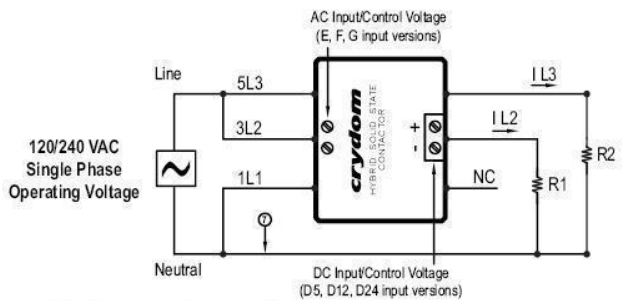 AC Input/Control Voltage
(E, F, G input versions)
Line
5L3
3L2
1L1
120/240 VAC
Single Phase
Operating Voltage
Neutral
7
crydom
HYBRID SOLID STATE
CONTACTOR
+
-
I L3
I L2
NC
R1
R2
DC Input/Control Voltage
(D5, D12, D24 input versions)